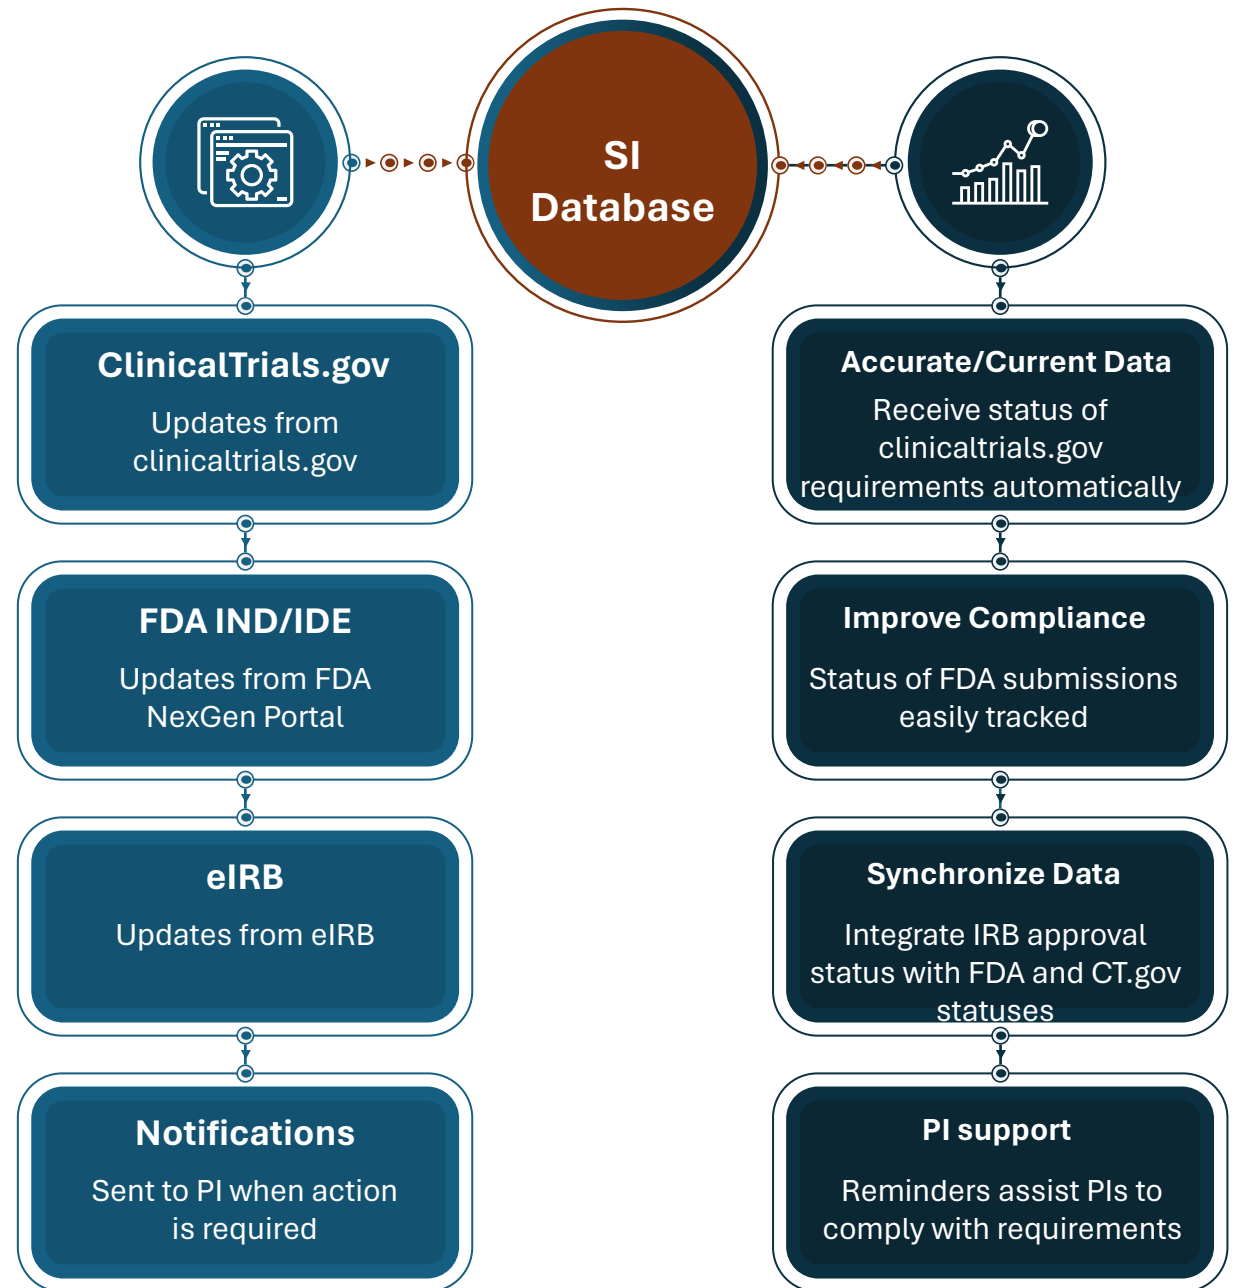 SI
Database
ClinicalTrials.gov
Updates from
clinicaltrials.gov
FDA IND/IDE
Updates from FDA
NexGen Portal
eIRB
Updates from eIRB
Notifications
Sent to PI when action
is required
Accurate/Current Data
Receive status of
clinicaltrials.gov
requirements automatically
Improve Compliance
Status of FDA submissions
easily tracked
Synchronize Data
Integrate IRB approval
status with FDA and CT.gov
statuses
PI support
Reminders assist PIs to
comply with requirements